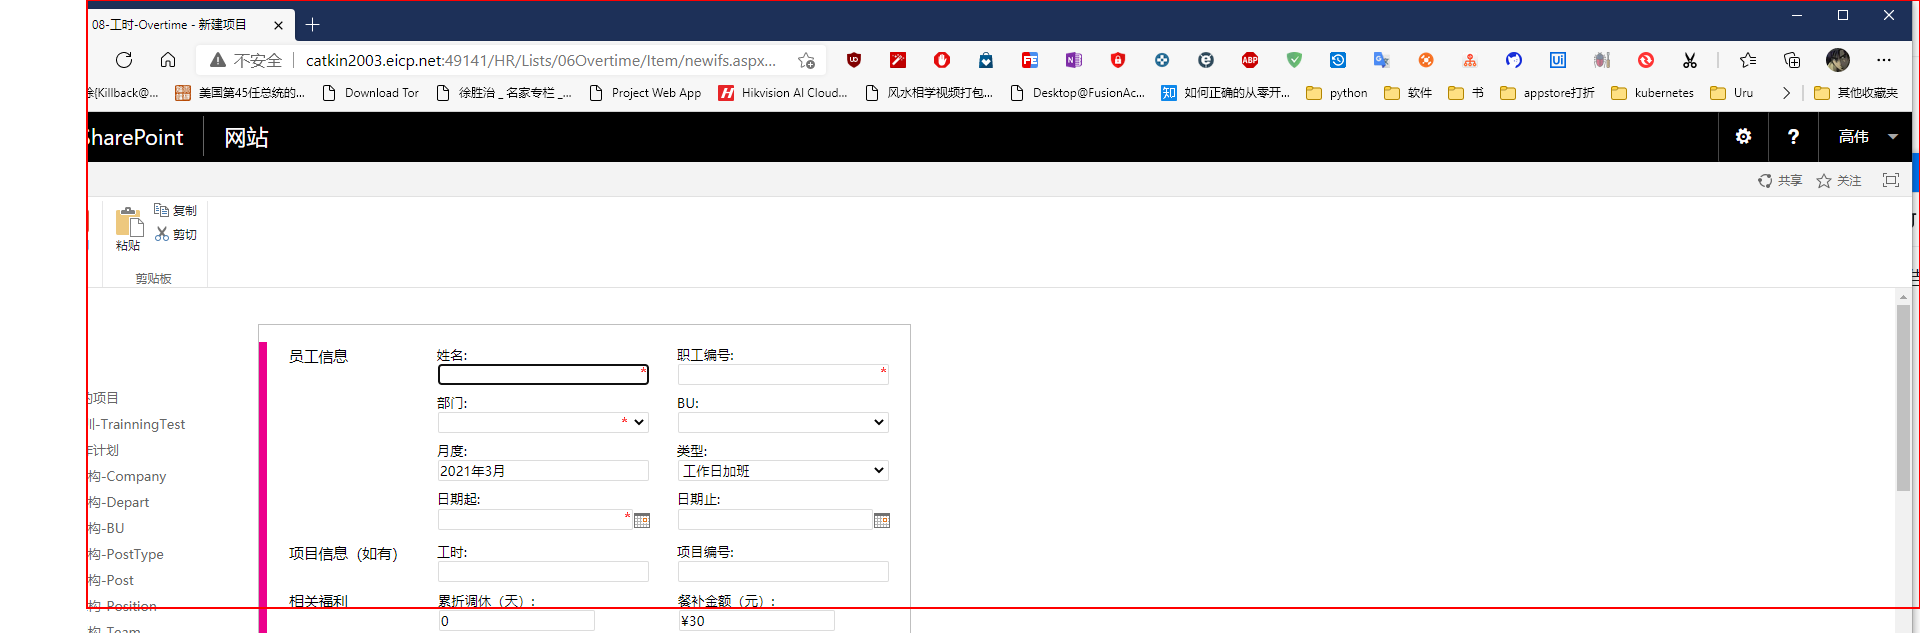 08-工时-Overtime - 新建项目
不安全 catkin2003.eicp.net:49141/HR/Lists/06Overtime/Item/newifs.aspx...
(Killback@... 美国第45任总统的... Download Tor 徐胜治 _ 名家专栏 _... Project Web App Hikvision AI Cloud... 风水相学视频打包... Desktop@FusionAc... 知 如何正确的从零开... python 软件 书 appstore打折 kubernetes Uru 其他收藏夹
SharePoint 网站 ? 高伟
共享 关注
粘贴 复制
剪切
剪贴板
员工信息 姓名: 职工编号:
* *
部门: BU:
*
月度: 类型:
2021年3月 工作日加班
日期起: 日期止:
*
项目信息（如有） 工时: 项目编号:
相关福利 累折调休（天）: 餐补金额（元）:
0 ¥30
项目
-TrainningTest
计划
构-Company
构-Depart
构-BU
构-PostType
构-Post
构-Position
构-Team